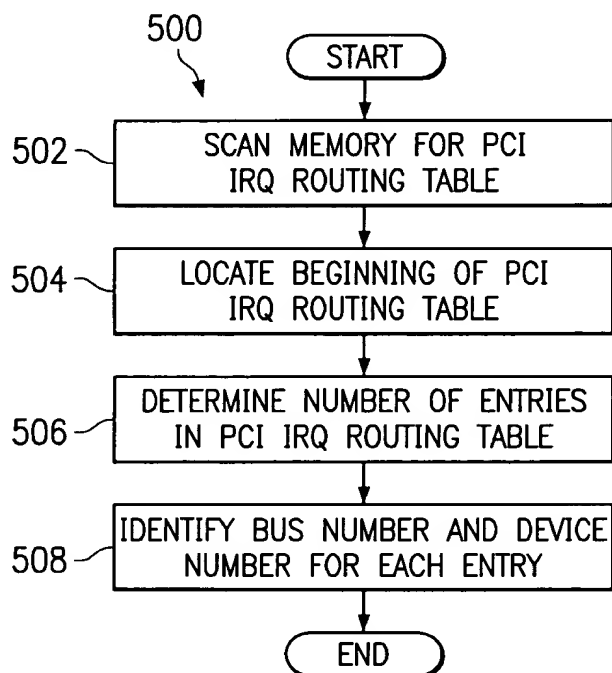 500
START
502
SCAN MEMORY FOR PCI
IRQ ROUTING TABLE
504
LOCATE BEGINNING OF PCI
IRQ ROUTING TABLE
506
DETERMINE NUMBER OF ENTRIES
IN PCI IRQ ROUTING TABLE
508
IDENTIFY BUS NUMBER AND DEVICE
NUMBER FOR EACH ENTRY
END